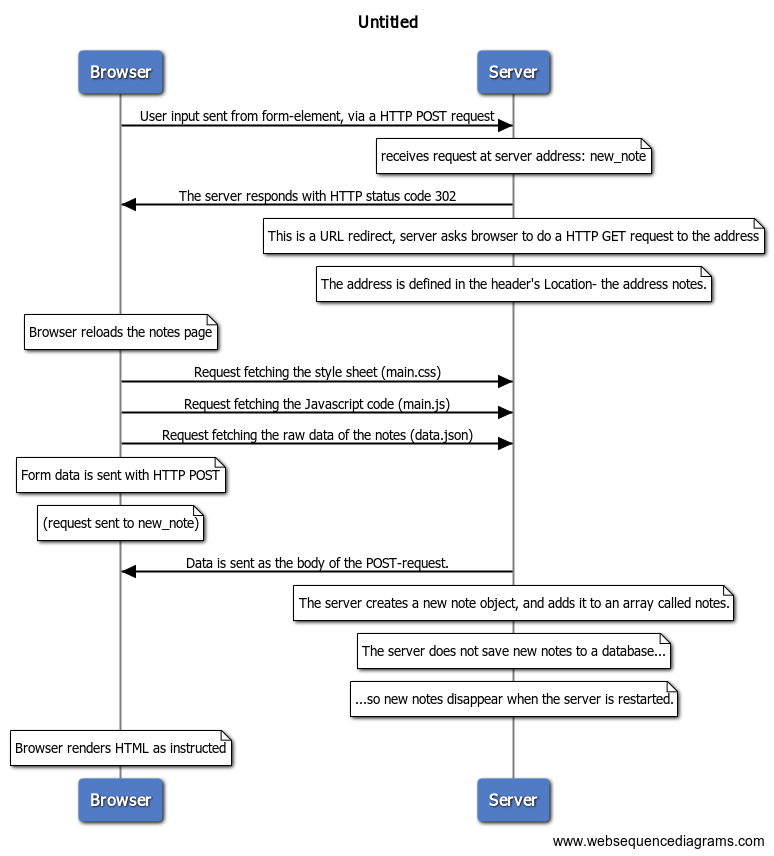 Untitled
Browser
Server
User input sent from form-element, via a HTTP POST request
receives request at server address: new_note
The server responds with HTTP status code 302
This is a URL redirect, server asks browser to do a HTTP GET request to the address
The address is defined in the header's Location- the address notes.
Browser reloads the notes page
Request fetching the style sheet (main.css)
Request fetching the Javascript code (main.js)
Request fetching the raw data of the notes (data.json)
Form data is sent with HTTP POST
(request sent to new_note)
Data is sent as the body of the POST-request.
The server creates a new note object, and adds it to an array called notes.
The server does not save new notes to a database...
...so new notes disappear when the server is restarted.
Browser renders HTML as instructed
Browser
Server
www.websequencediagrams.com